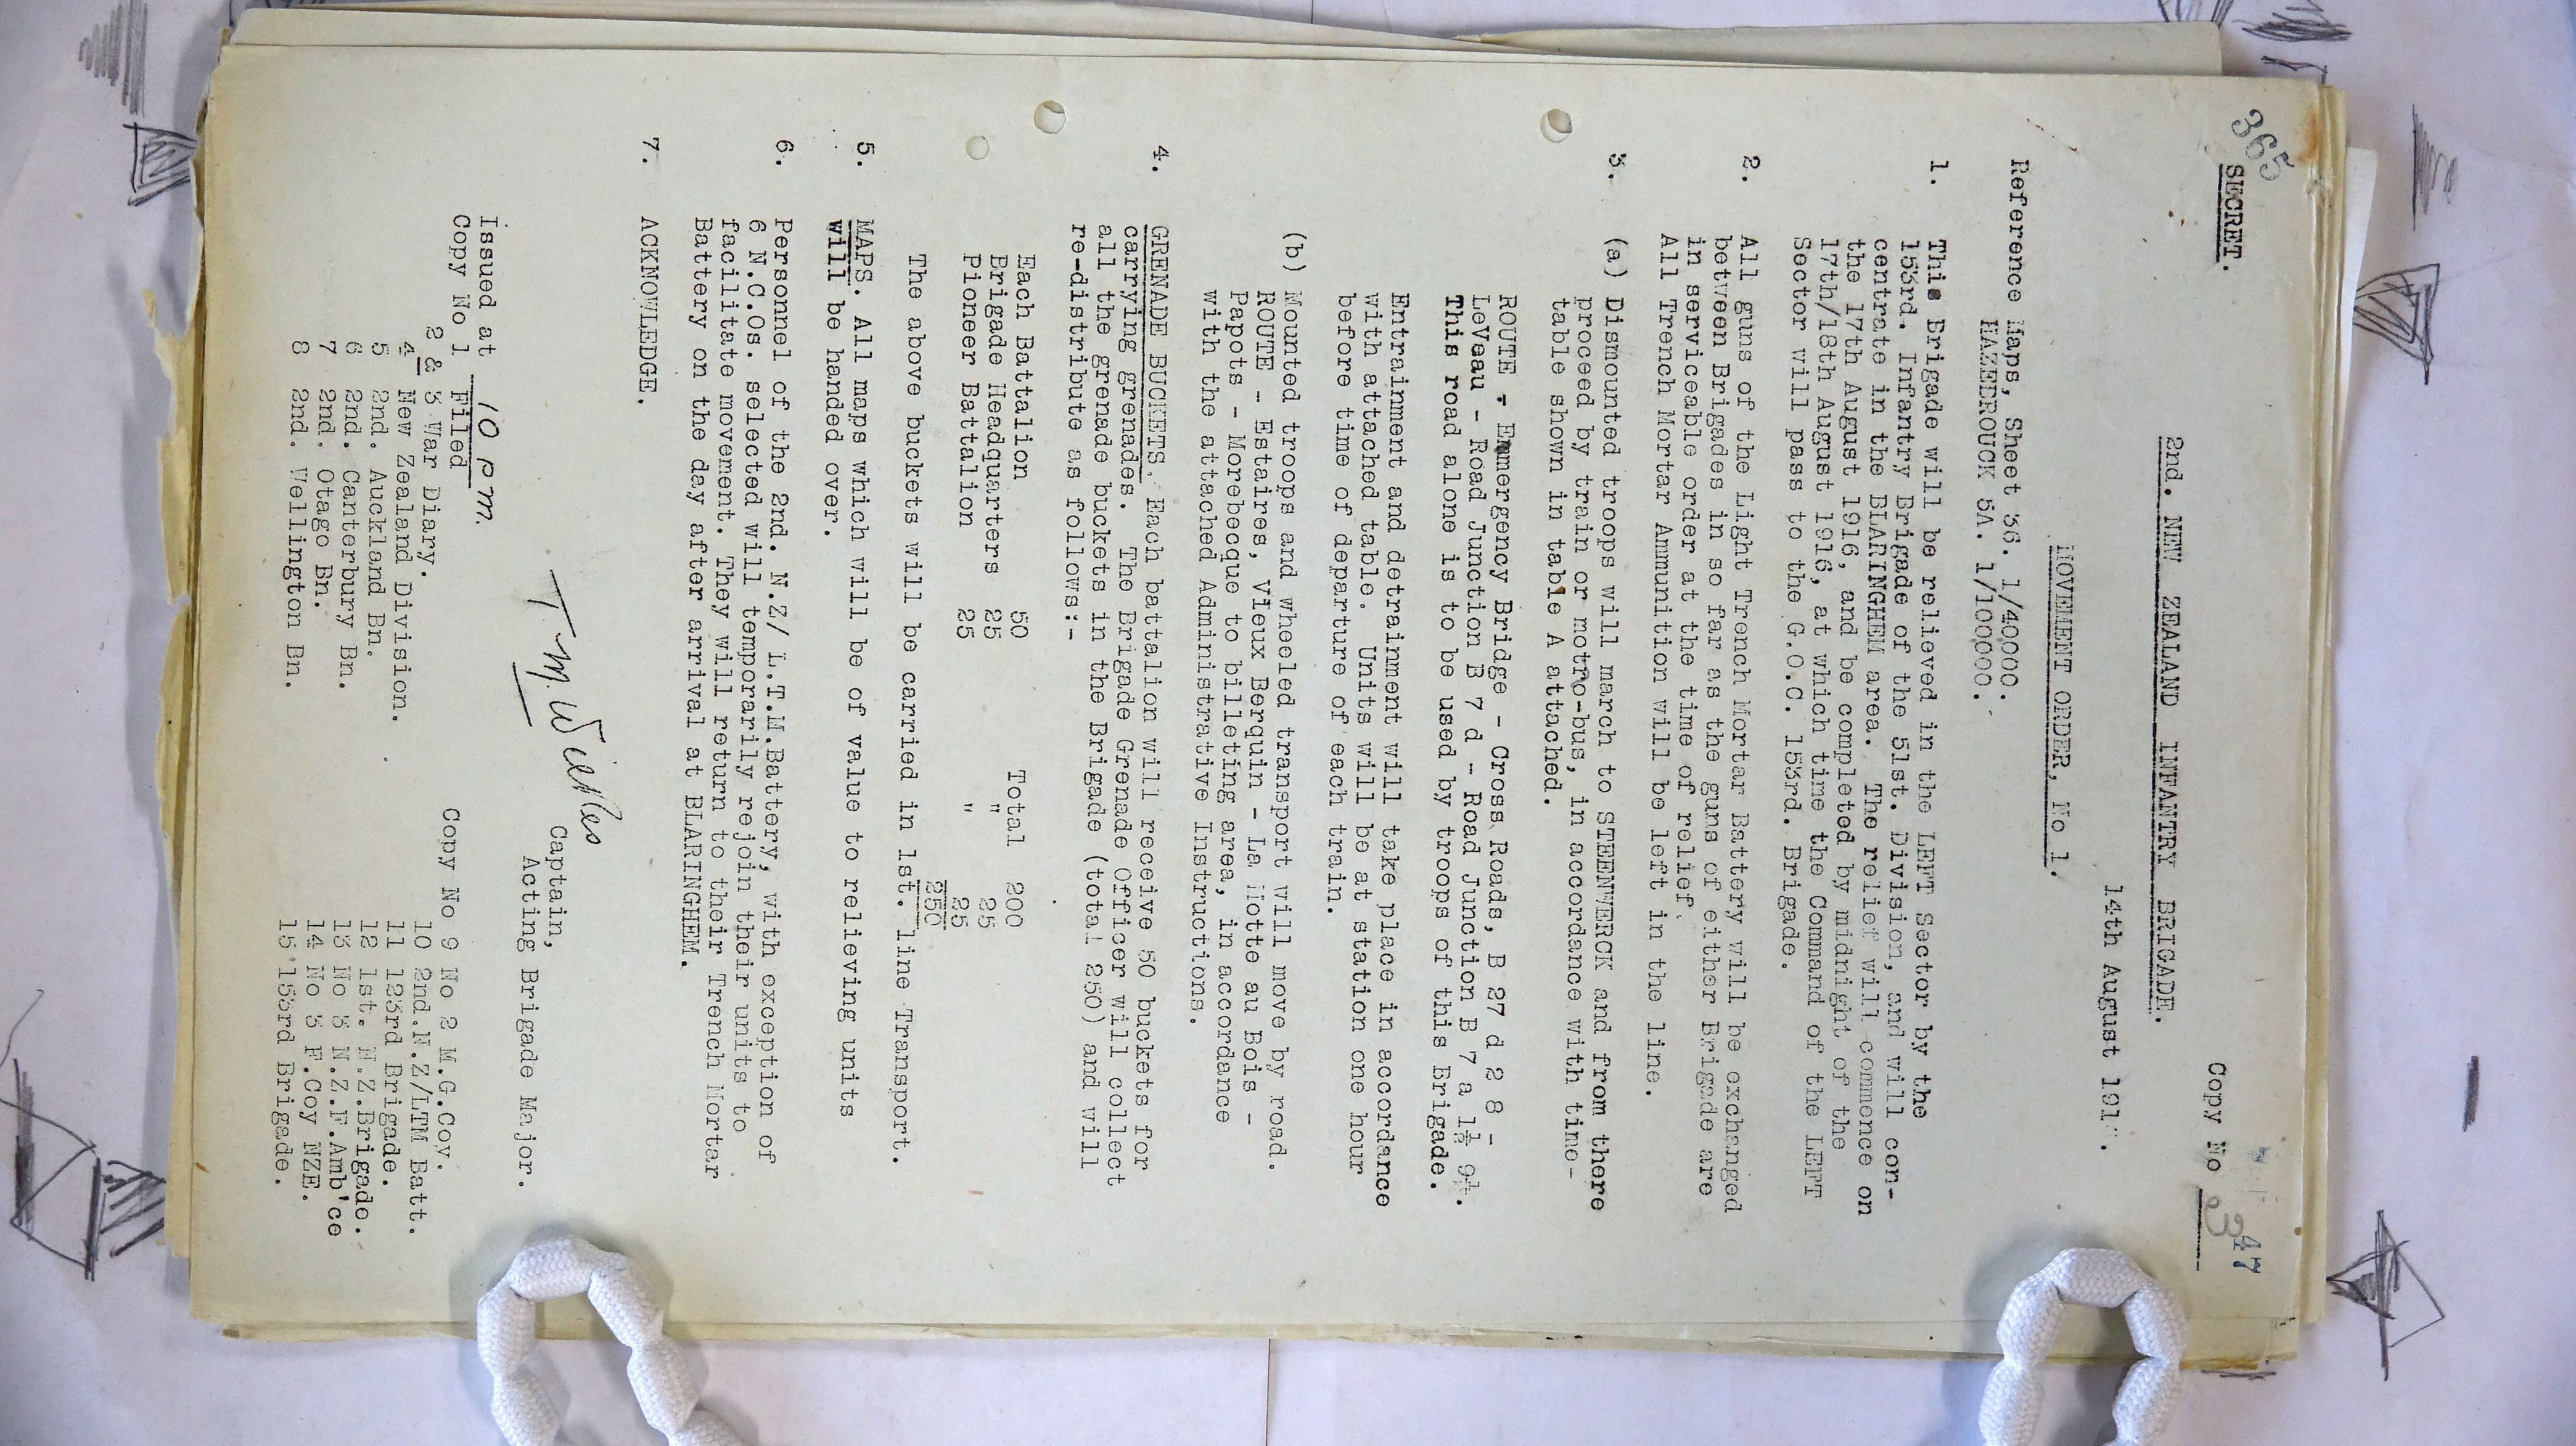 365
47
SECRET.
Copy No 3
2nd. NEW ZEALAND INFANTRY BRIGADE.
14th August 191
MOVEMENT ORDER, No 1.
Reference Maps, Sheet 36. 1/40000.
HAZEBROUCK 5A. 1/100000.
1. This Brigade will be relieved in the LEFT Sector by the
153rd. Infantry Brigade of the 51st. Division, and will con-
centrate in the BLARINGHEM area. The relief will commence on
the 17th August 1916, and be completed by midnight of the
17th/18th August 1916, at which time the Command of the LEFT
Sector will pass to the G.O.C. 153rd. Brigade.
2. All guns of the Light Trench Mortar Battery will be exchanged
between Brigades in so far as the guns of either Brigade are
in serviceable order at the time of relief.
All Trench Mortar Ammunition will be left in the line.
3. (a) Dismounted troops will march to STEENWERCK and from there
proceed by train or motro-bus, in accordance with time-
table shown in table A attached.
ROUTE - Emmergency Bridge - Cross Roads, B 27 d 2 8 -
LeVeau - Road Junction B 7 d - Road Junction B 7 a 1½ 9½.
This road alone is to be used by troops of this Brigade.
Entrainment and detrainment will take place in accordance
with attached table. Units will be at station one hour
before time of departure of each train.
(b) Mounted troops and wheeled transport will move by road.
ROUTE - Estaires, Vieux Berquin - La Motte au Bois -
Papots - Morebecque to billeting area, in accordance
with the attached Administrative Instructions.
4. GRENADE BUCKETS. Each battalion will receive 50 buckets for
carrying grenades. The Brigade Grenade Officer will collect
all the grenade buckets in the Brigade (total 250) and will
re-distribute as follows:-
Each Battalion 50 Total 200
Brigade Headquarters 25 " 25
Pioneer Battalion 25 " 25
250
The above buckets will be carried in 1st. line Transport.
5. MAPS. All maps which will be of value to relieving units
will be handed over.
6. Personnel of the 2nd. N.Z/ L.T.M.Battery, with exception of
6 N.C.Os. selected will temporarily rejoin their units to
facilitate movement. They will return to their Trench Mortar
Battery on the day after arrival at BLARINGHEM.
7. ACKNOWLEDGE.
Captain,
Acting Brigade Major.
Issued at 10 pm.
Copy No 1 Filed
2 & 3 War Diary.
4 New Zealand Division.
5 2nd. Auckland Bn.
6 2nd. Canterbury Bn.
7 2nd. Otago Bn.
8 2nd. Wellington Bn.
Copy No 9 No 2 M.G.Coy.
10 2nd.N.Z/LTM Batt.
11 123rd Brigade.
12 1st. N.Z.Brigade.
13 No 3 N.Z.F.Amb'ce
14 No 3 F.Coy NZE.
15 153rd Brigade.